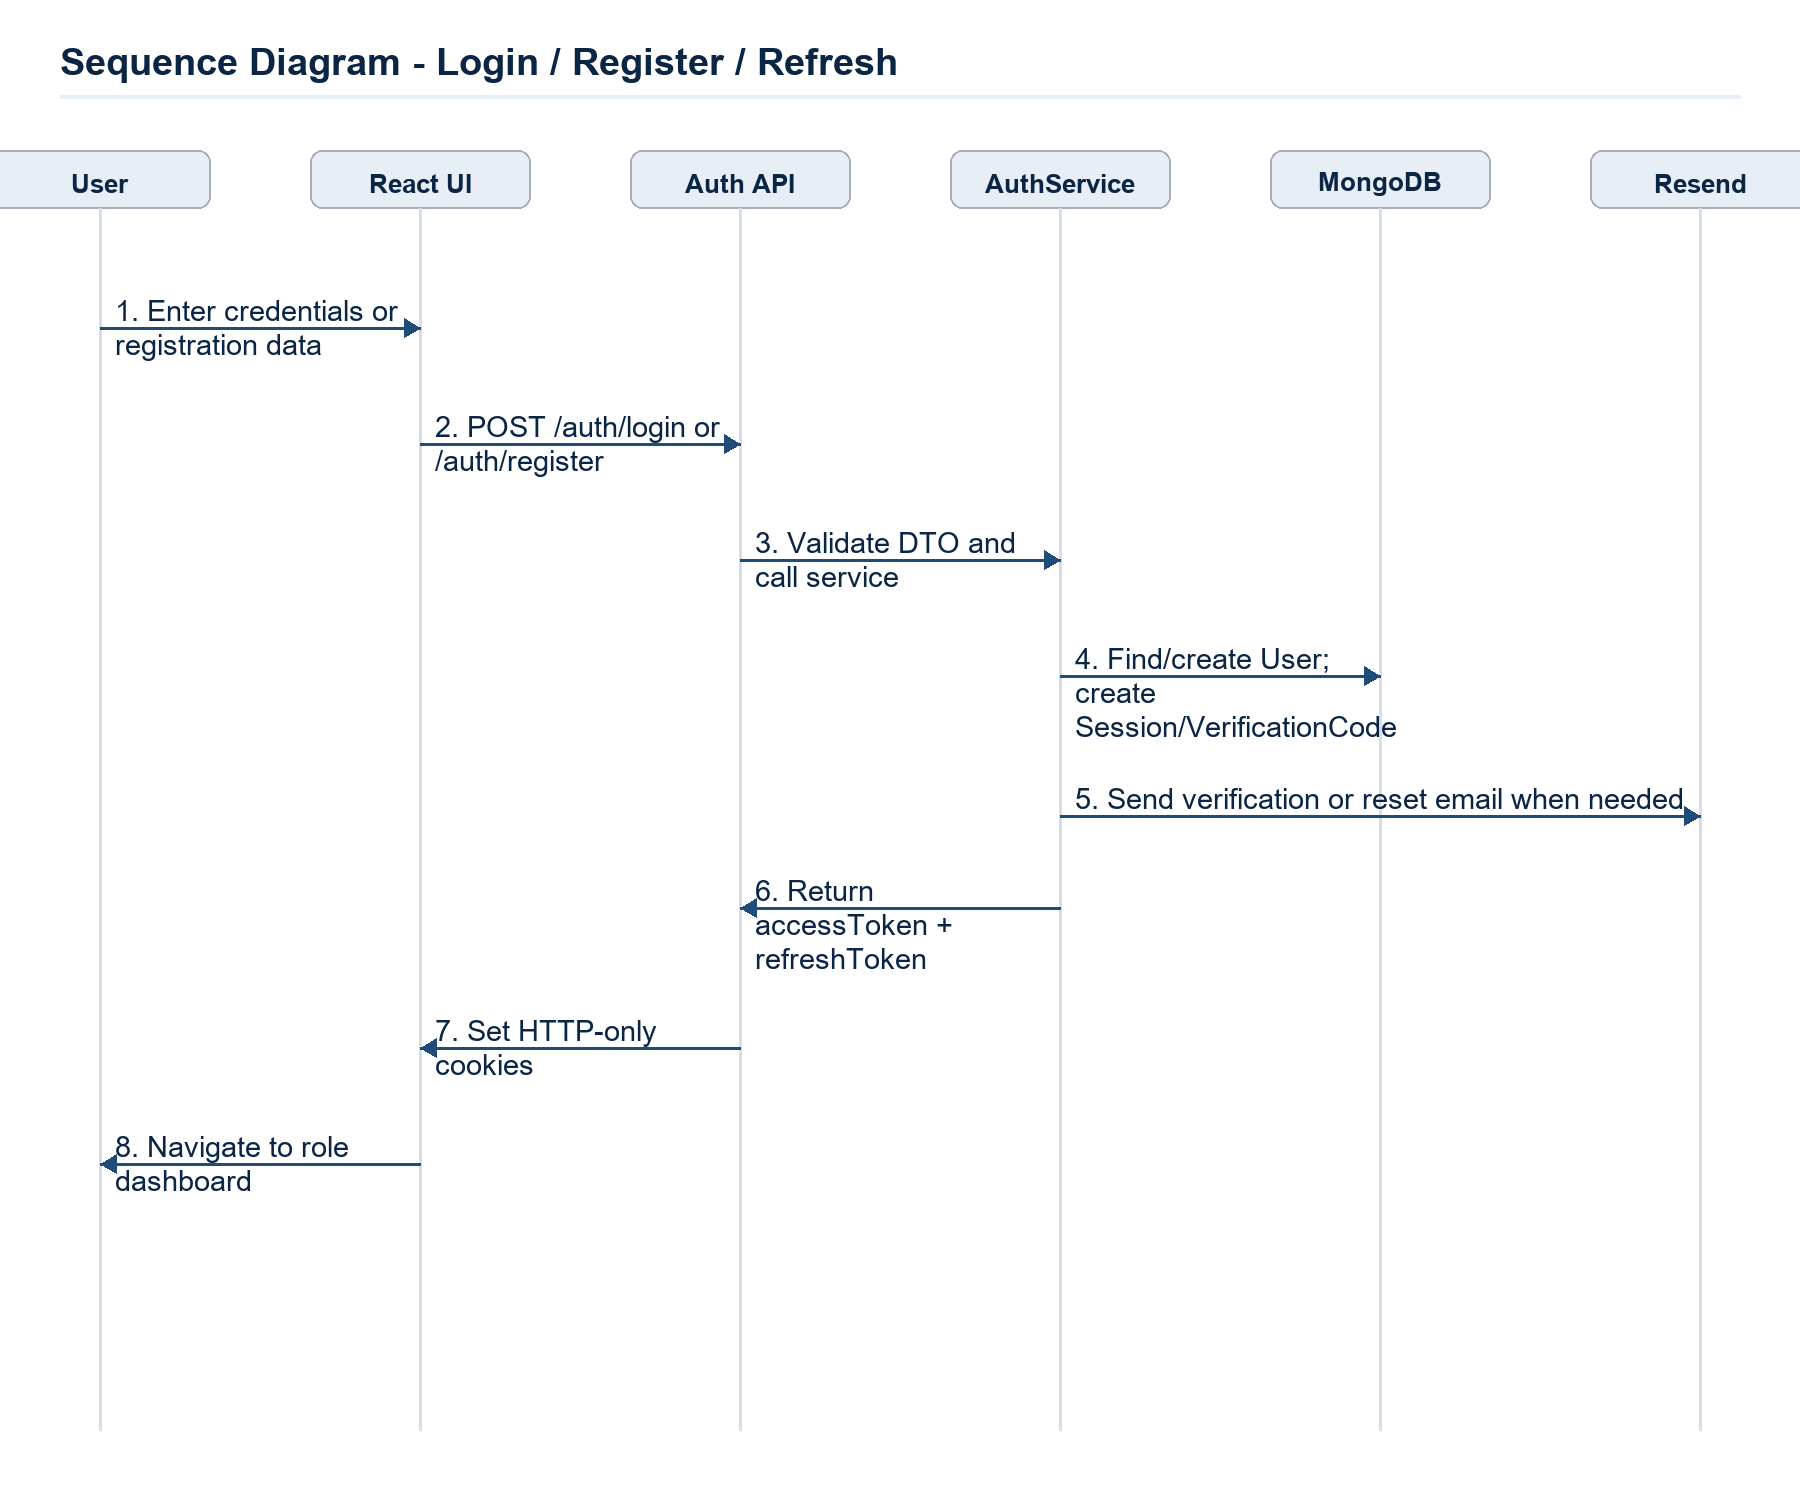 Sequence Diagram - Login / Register / Refresh
User
React UI
Auth API
AuthService
MongoDB
Resend
1. Enter credentials or
registration data
2. POST /auth/login or
/auth/register
3. Validate DTO and
call service
4. Find/create User;
create
Session/VerificationCode
5. Send verification or reset email when needed
6. Return
accessToken +
refreshToken
7. Set HTTP-only
cookies
8. Navigate to role
dashboard